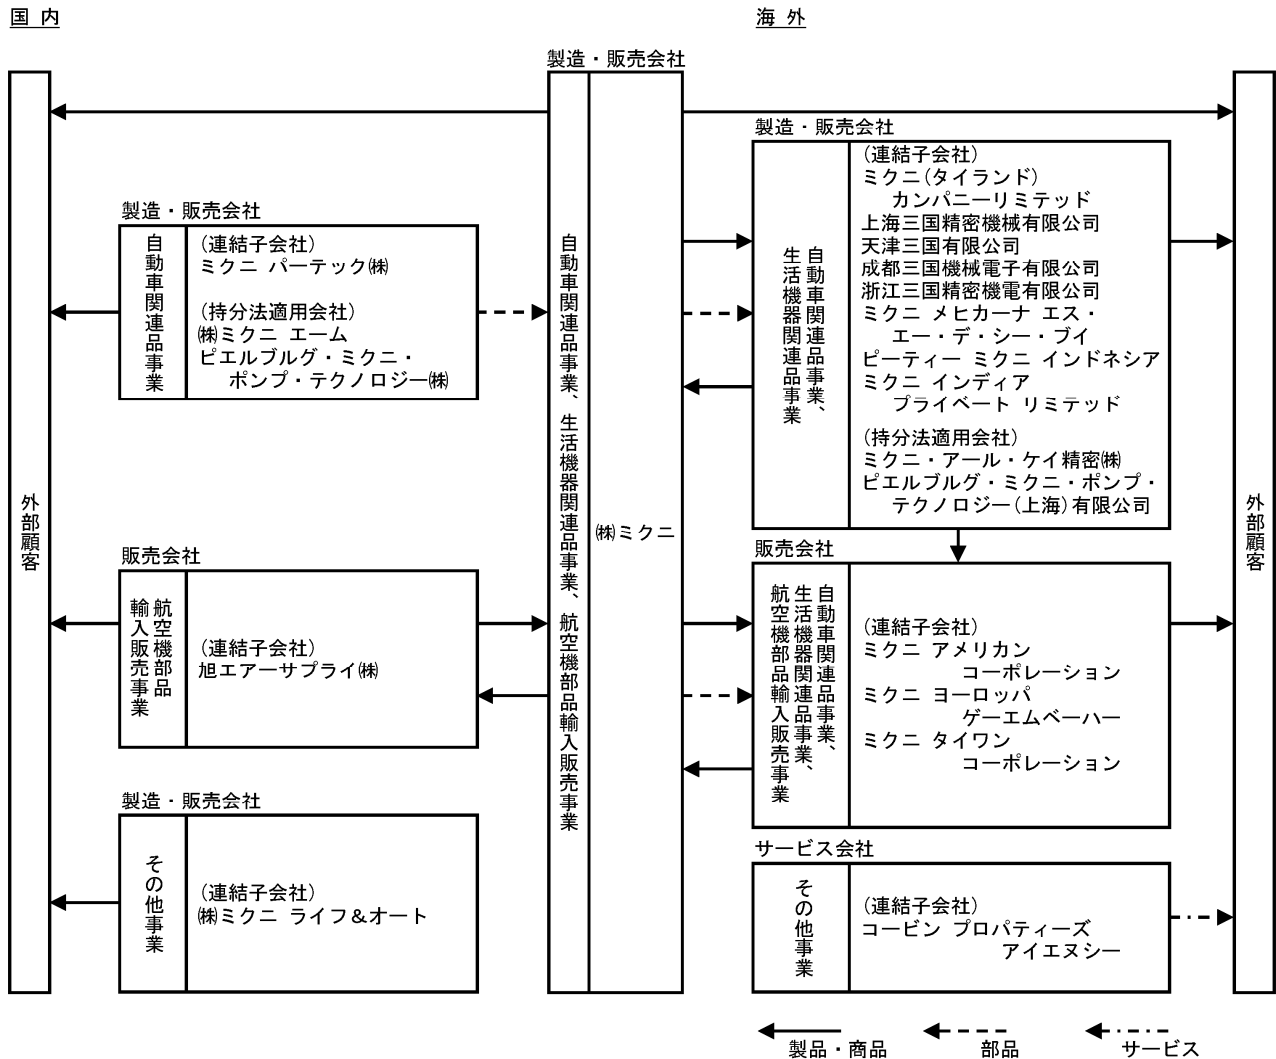 国 内
海 外
製造・販売会社
外部顧客
製造・販売会社
自動車関連品事業
(連結子会社)
ミクニ パーテック㈱
(持分法適用会社)
㈱ミクニ エーム
ピエルブルグ・ミクニ・
ポンプ・テクノロジー㈱
販売会社
航空機部品
輸入販売事業
(連結子会社)
旭エアーサプライ㈱
製造・販売会社
その他事業
(連結子会社)
㈱ミクニ ライフ&オート
自動車関連品事業、生活機器関連品事業、航空機部品輸入販売事業
㈱ミクニ
製造・販売会社
自動車関連品事業、
生活機器関連品事業
(連結子会社)
ミクニ(タイランド)
カンパニーリミテッド
上海三国精密機械有限公司
天津三国有限公司
成都三国機械電子有限公司
浙江三国精密機電有限公司
ミクニ メヒカーナ エス・
エー・デ・シー・ブイ
ピーティー ミクニ インドネシア
ミクニ インディア
プライベート リミテッド
(持分法適用会社)
ミクニ・アール・ケイ精密㈱
ピエルブルグ・ミクニ・ポンプ・
テクノロジー(上海)有限公司
販売会社
自動車関連品事業、
生活機器関連品事業、
航空機部品輸入販売事業
(連結子会社)
ミクニ アメリカン
コーポレーション
ミクニ ヨーロッパ
ゲーエムベーハー
ミクニ タイワン
コーポレーション
サービス会社
その他事業
(連結子会社)
コービン プロパティーズ
アイエヌシー
外部顧客
製品・商品
部品
サービス